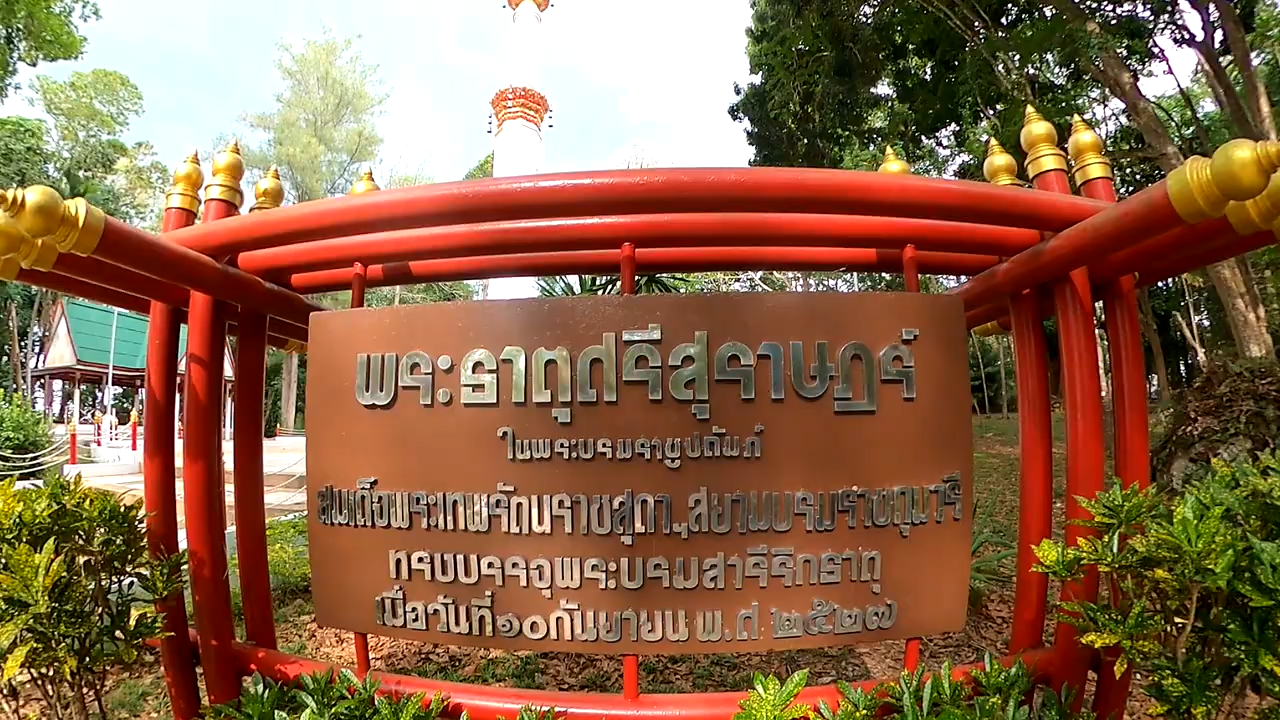 พระธาตุศรีสุราษฎร์
ในพระบรมราชูปถัมภ์
สมเด็จพระเทพรัตนราชสุดา ฯ สยามบรมราชกุมารี
ทรงบรรจุพระบรมสารีริกธาตุ
เมื่อวันที่ ๑๐ กันยายน พ.ศ ๒๕๒๗